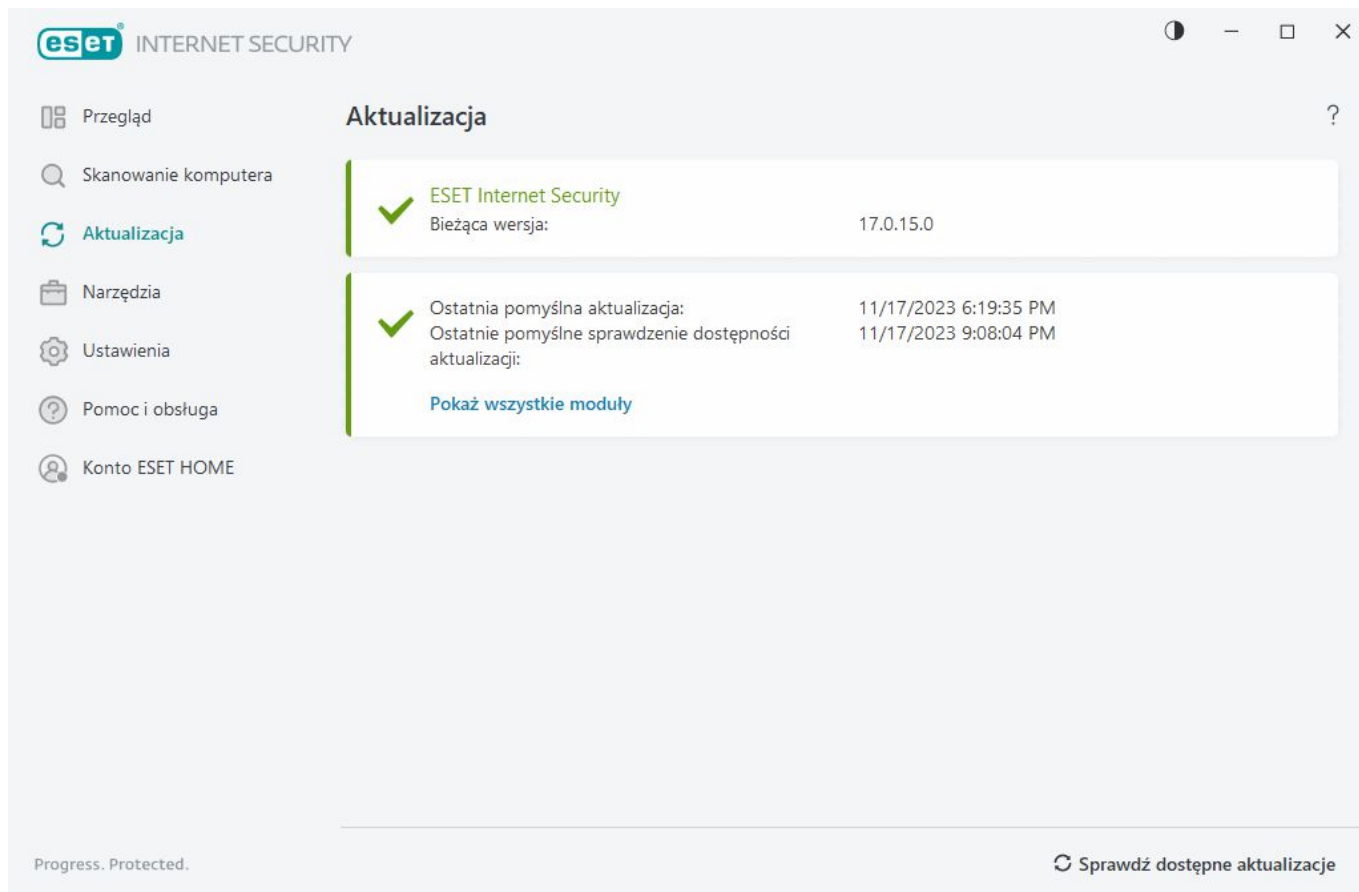 eset® INTERNET SECURITY
Przegląd
Skanowanie komputera
Aktualizacja
Narzędzia
Ustawienia
Pomoc i obsługa
Konto ESET HOME
Aktualizacja
?
ESET Internet Security
Bieżąca wersja: 17.0.15.0
Ostatnia pomyślna aktualizacja: 11/17/2023 6:19:35 PM
Ostatnie pomyślne sprawdzenie dostępności 11/17/2023 9:08:04 PM
aktualizacji:
Pokaż wszystkie moduły
Progress. Protected.
Sprawdź dostępne aktualizacje